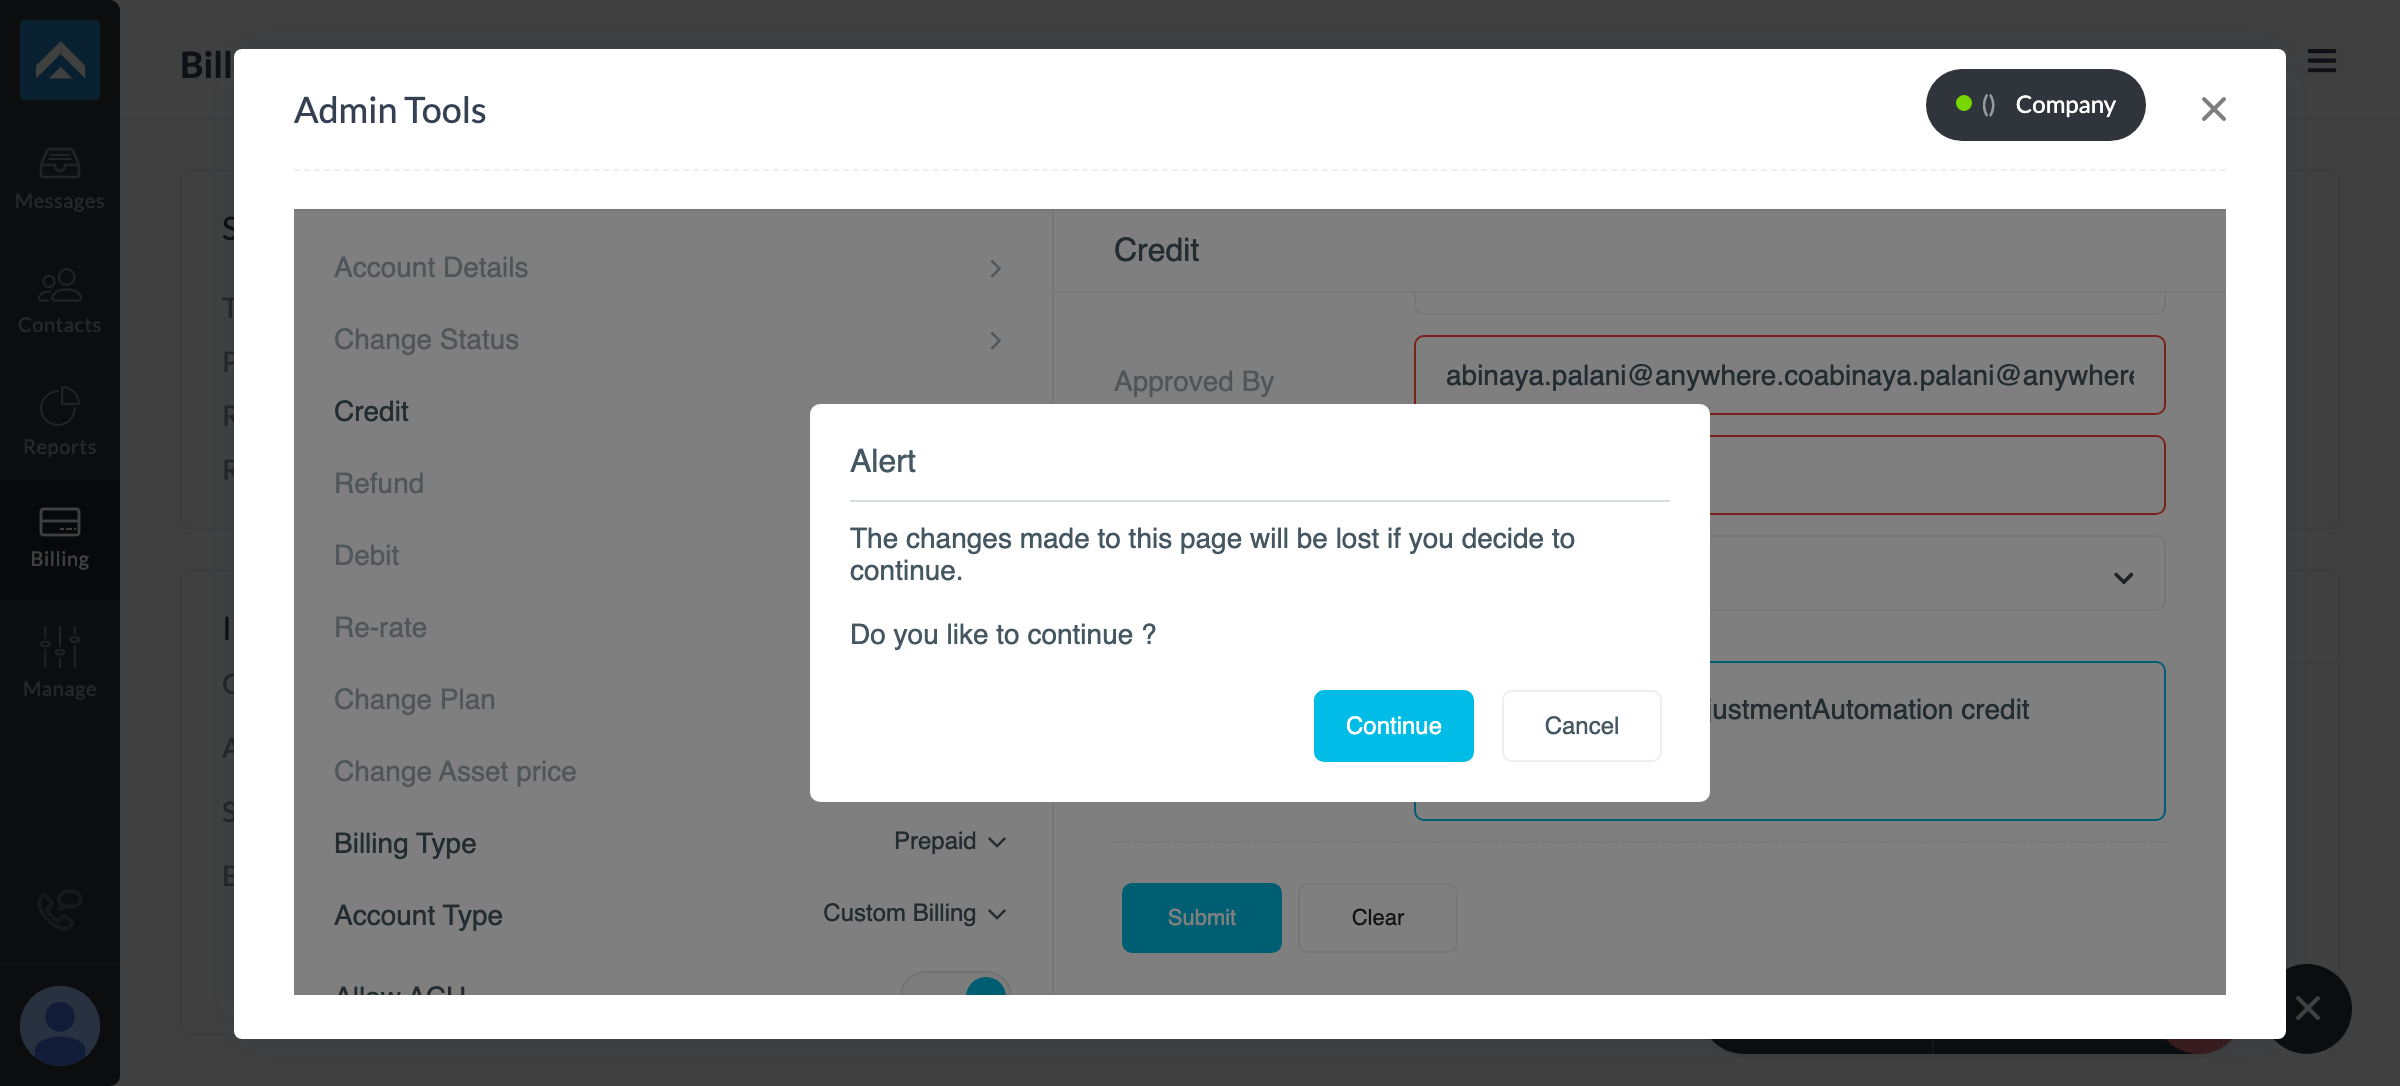 Bill
Admin Tools
() Company
Messages
Contacts
Reports
Billing
Manage
Account Details
Change Status
Credit
Refund
Debit
Re-rate
Change Plan
Change Asset price
Billing Type
Prepaid
Account Type
Custom Billing
Allow ACH
Credit
Approved By
abinaya.palani@anywhere.coabinaya.palani@anywhere
justmentAutomation credit
Submit
Clear
Alert
The changes made to this page will be lost if you decide to
continue.
Do you like to continue ?
Continue
Cancel